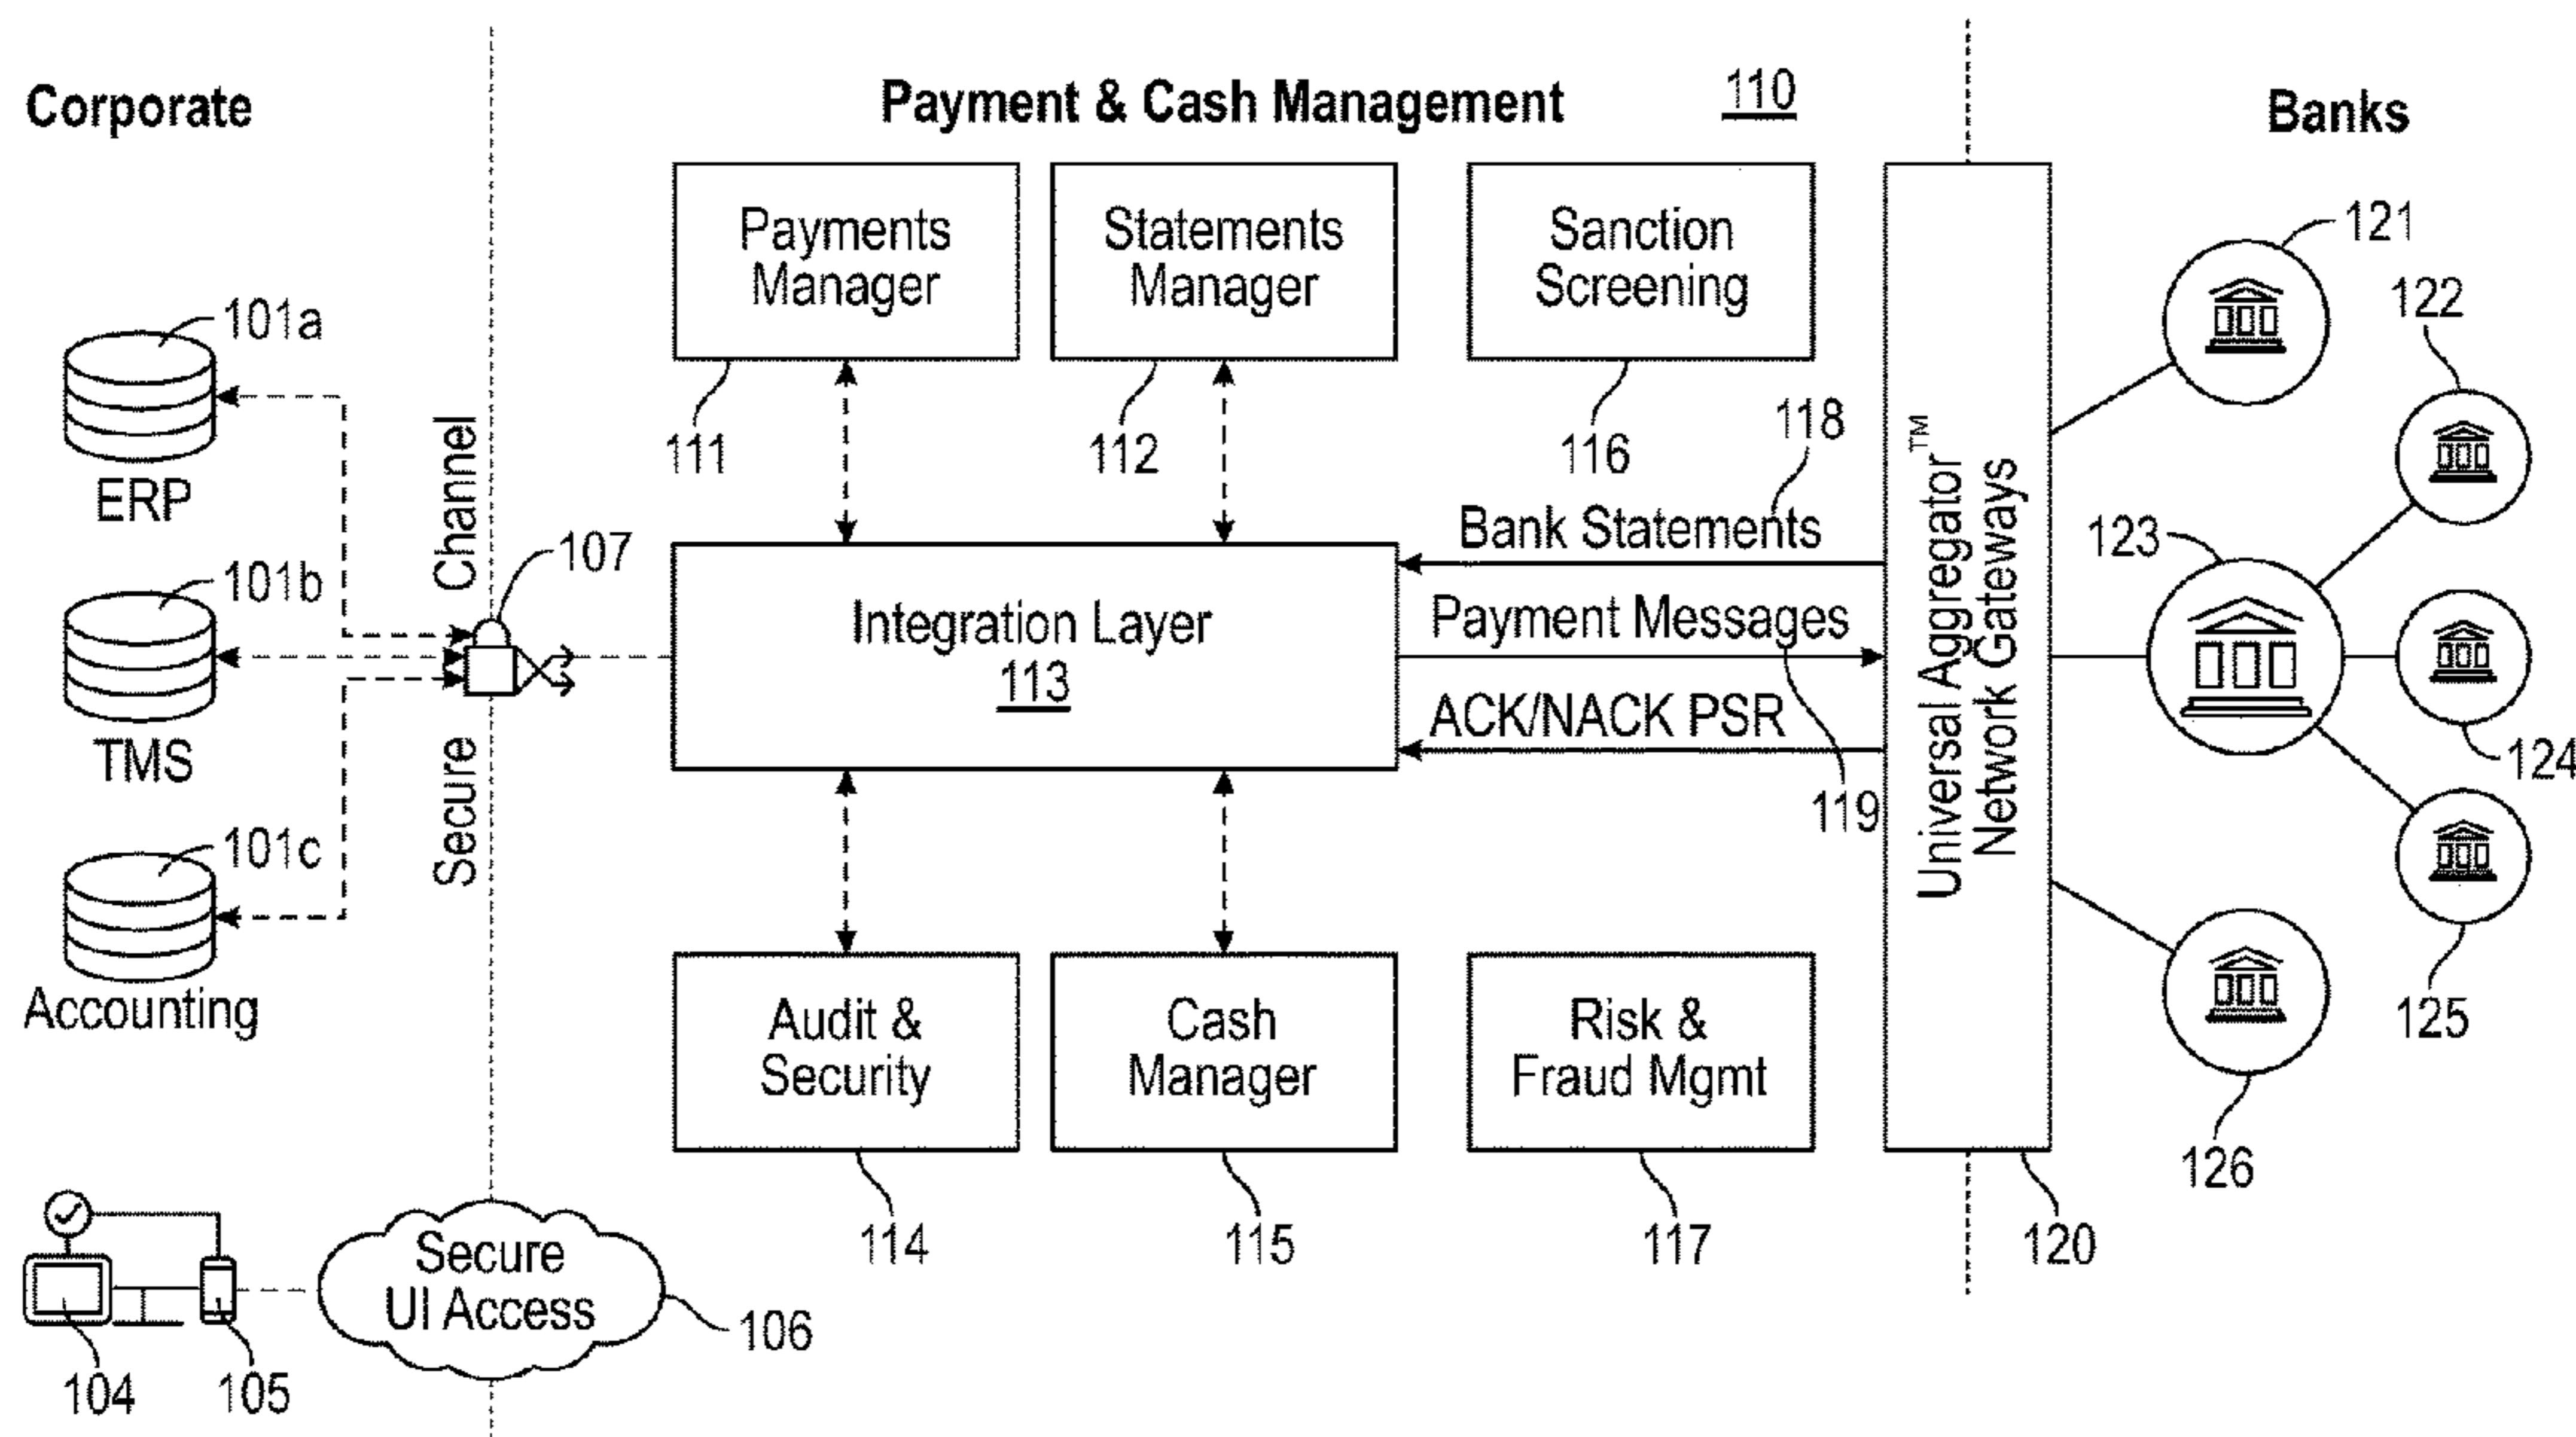 Corporate
Payment & Cash Management
110
Banks
101a
ERP
101b
TMS
101c
Accounting
Channel
Secure
107
Payments
Manager
111
Statements
Manager
112
Sanction
Screening
116
Integration Layer
113
118
Bank Statements
Payment Messages
ACK/NACK PSR
119
Audit &
Security
114
Cash
Manager
115
Risk &
Fraud Mgmt
117
Universal Aggregator™
Network Gateways
120
121
122
123
124
125
126
104
105
Secure
UI Access
106